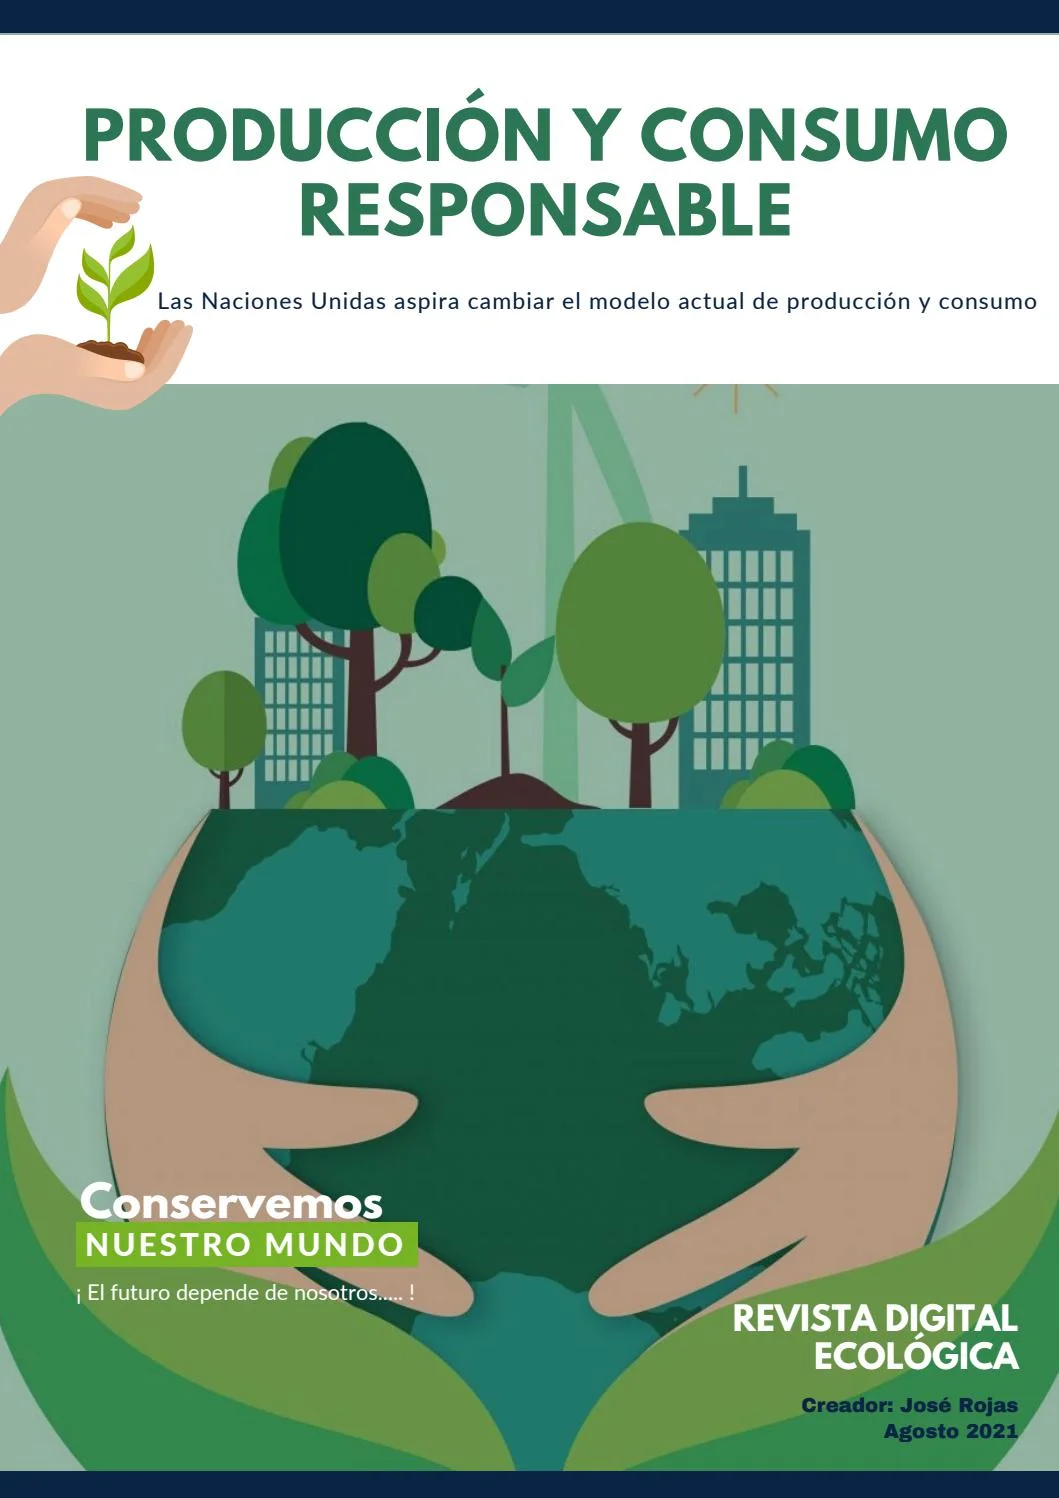 PRODUCCIÓN Y CONSUMO
RESPONSABLE
Las Naciones Unidas aspira cambiar el modelo actual de producción y consumo
Conservemos
NUESTRO MUNDO
¡ El futuro depende de nosotros..... !
REVISTA DIGITAL
ECOLÓGICA
Creador: José Rojas
Agosto 2021